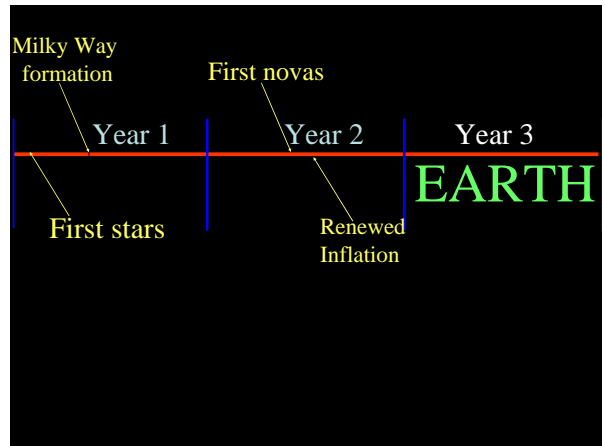 Milky Way
formation
First novas
Year 1
Year 2
Year 3
EARTH
First stars
Renewed
Inflation